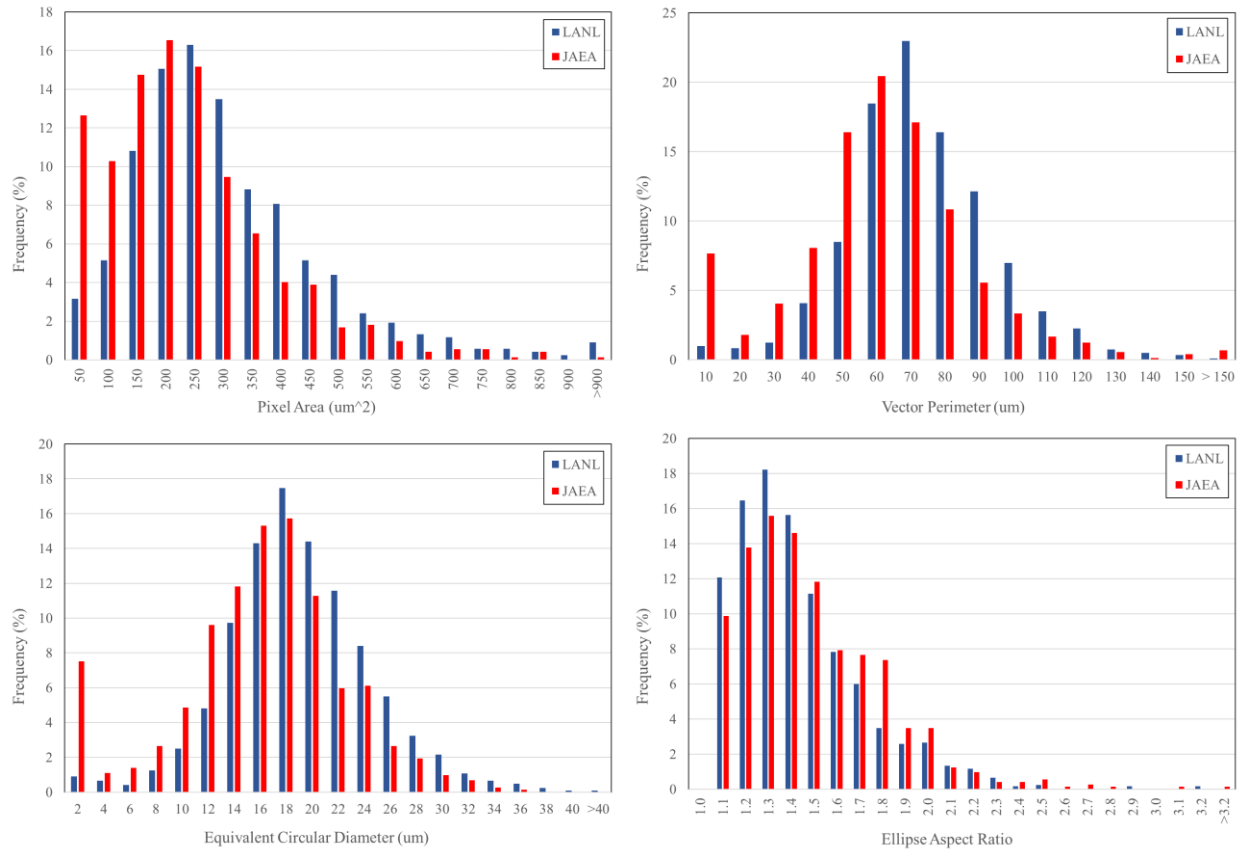 18
16
14
12
10
8
6
4
2
0
Frequency (%)
LANL
JAEA
50 100 150 200 250 300 350 400 450 500 550 600 650 700 750 800 850 900 >900
Pixel Area (um^2)
25
20
15
10
5
0
Frequency (%)
LANL
JAEA
10 20 30 40 50 60 70 80 90 100 110 120 130 140 150 > 150
Vector Perimeter (um)
20
18
16
14
12
10
8
6
4
2
0
Frequency (%)
LANL
JAEA
2 4 6 8 10 12 14 16 18 20 22 24 26 28 30 32 34 36 38 40 >40
Equivalent Circular Diameter (um)
20
18
16
14
12
10
8
6
4
2
0
Frequency (%)
LANL
JAEA
1.0 1.1 1.2 1.3 1.4 1.5 1.6 1.7 1.8 1.9 2.0 2.1 2.2 2.3 2.4 2.5 2.6 2.7 2.8 2.9 3.0 3.1 3.2 >3.2
Ellipse Aspect Ratio